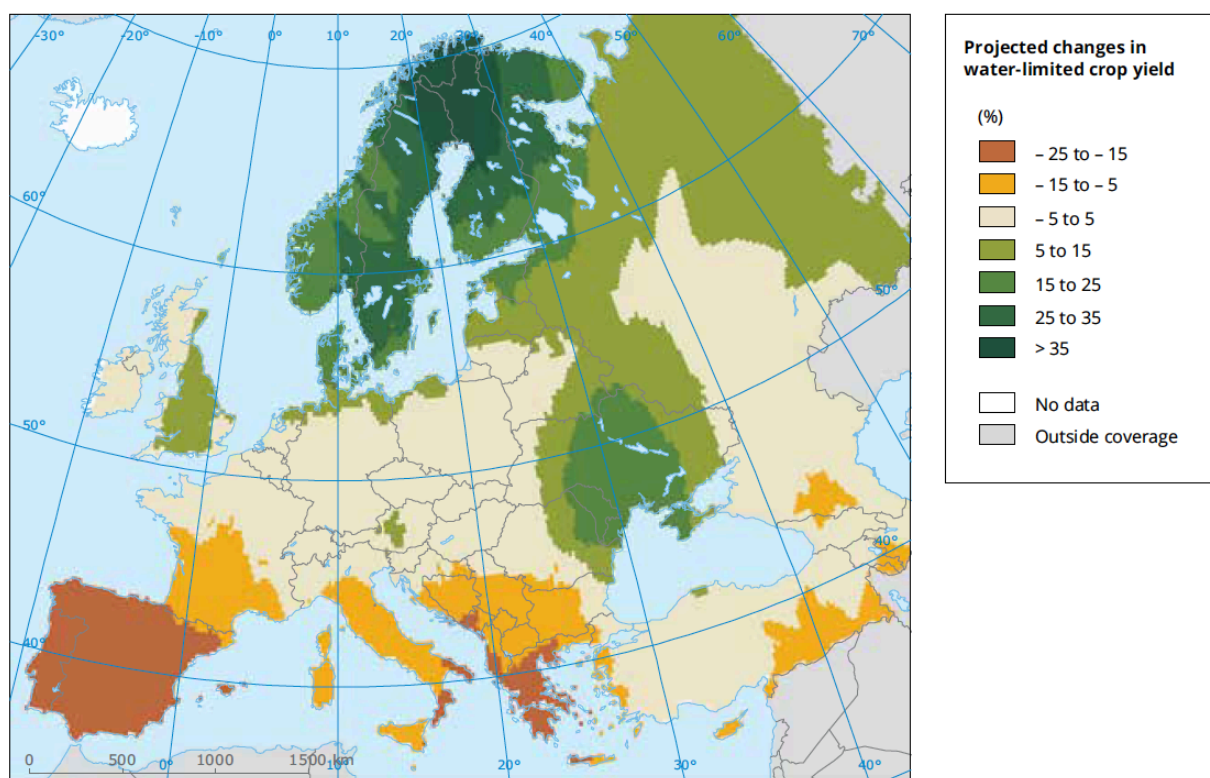 -30°
-20°
-10°
0°
10°
20°
30°
60°
70°
60°
50°
50°
40°
40°
0
500
1000
1500 km
0°
10°
20°
30°
40°
Projected changes in
water-limited crop yield
(%)
– 25 to – 15
– 15 to – 5
– 5 to 5
5 to 15
15 to 25
25 to 35
> 35
No data
Outside coverage